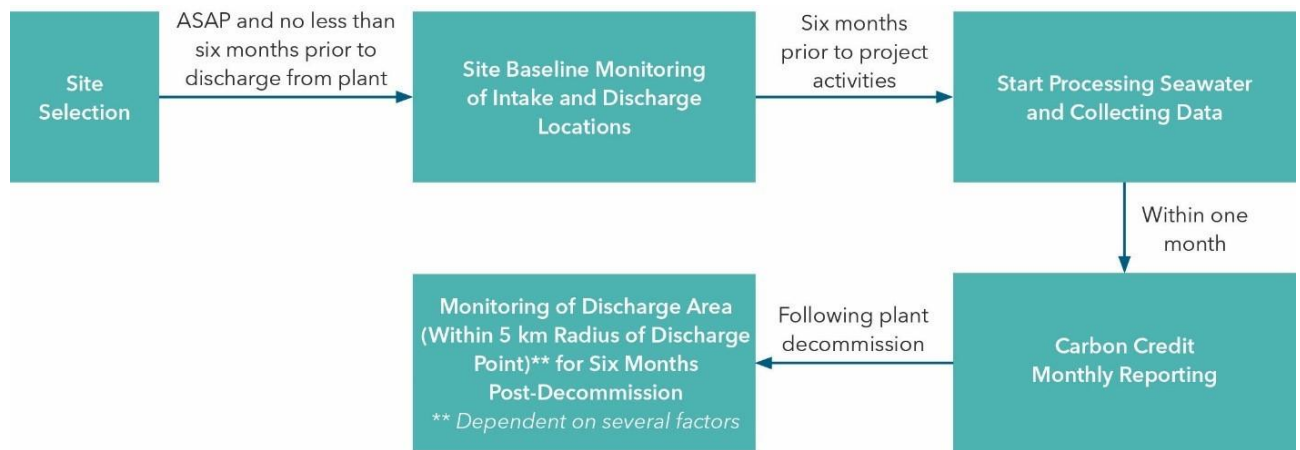 Site
Selection
ASAP and no less than
six months prior to
discharge from plant
Site Baseline Monitoring
of Intake and Discharge
Locations
Six months
prior to project
activities
Start Processing Seawater
and Collecting Data
Within one
month
Carbon Credit
Monthly Reporting
Following plant
decommission
Monitoring of Discharge Area
(Within 5 km Radius of Discharge
Point)** for Six Months
Post-Decommission
** Dependent on several factors